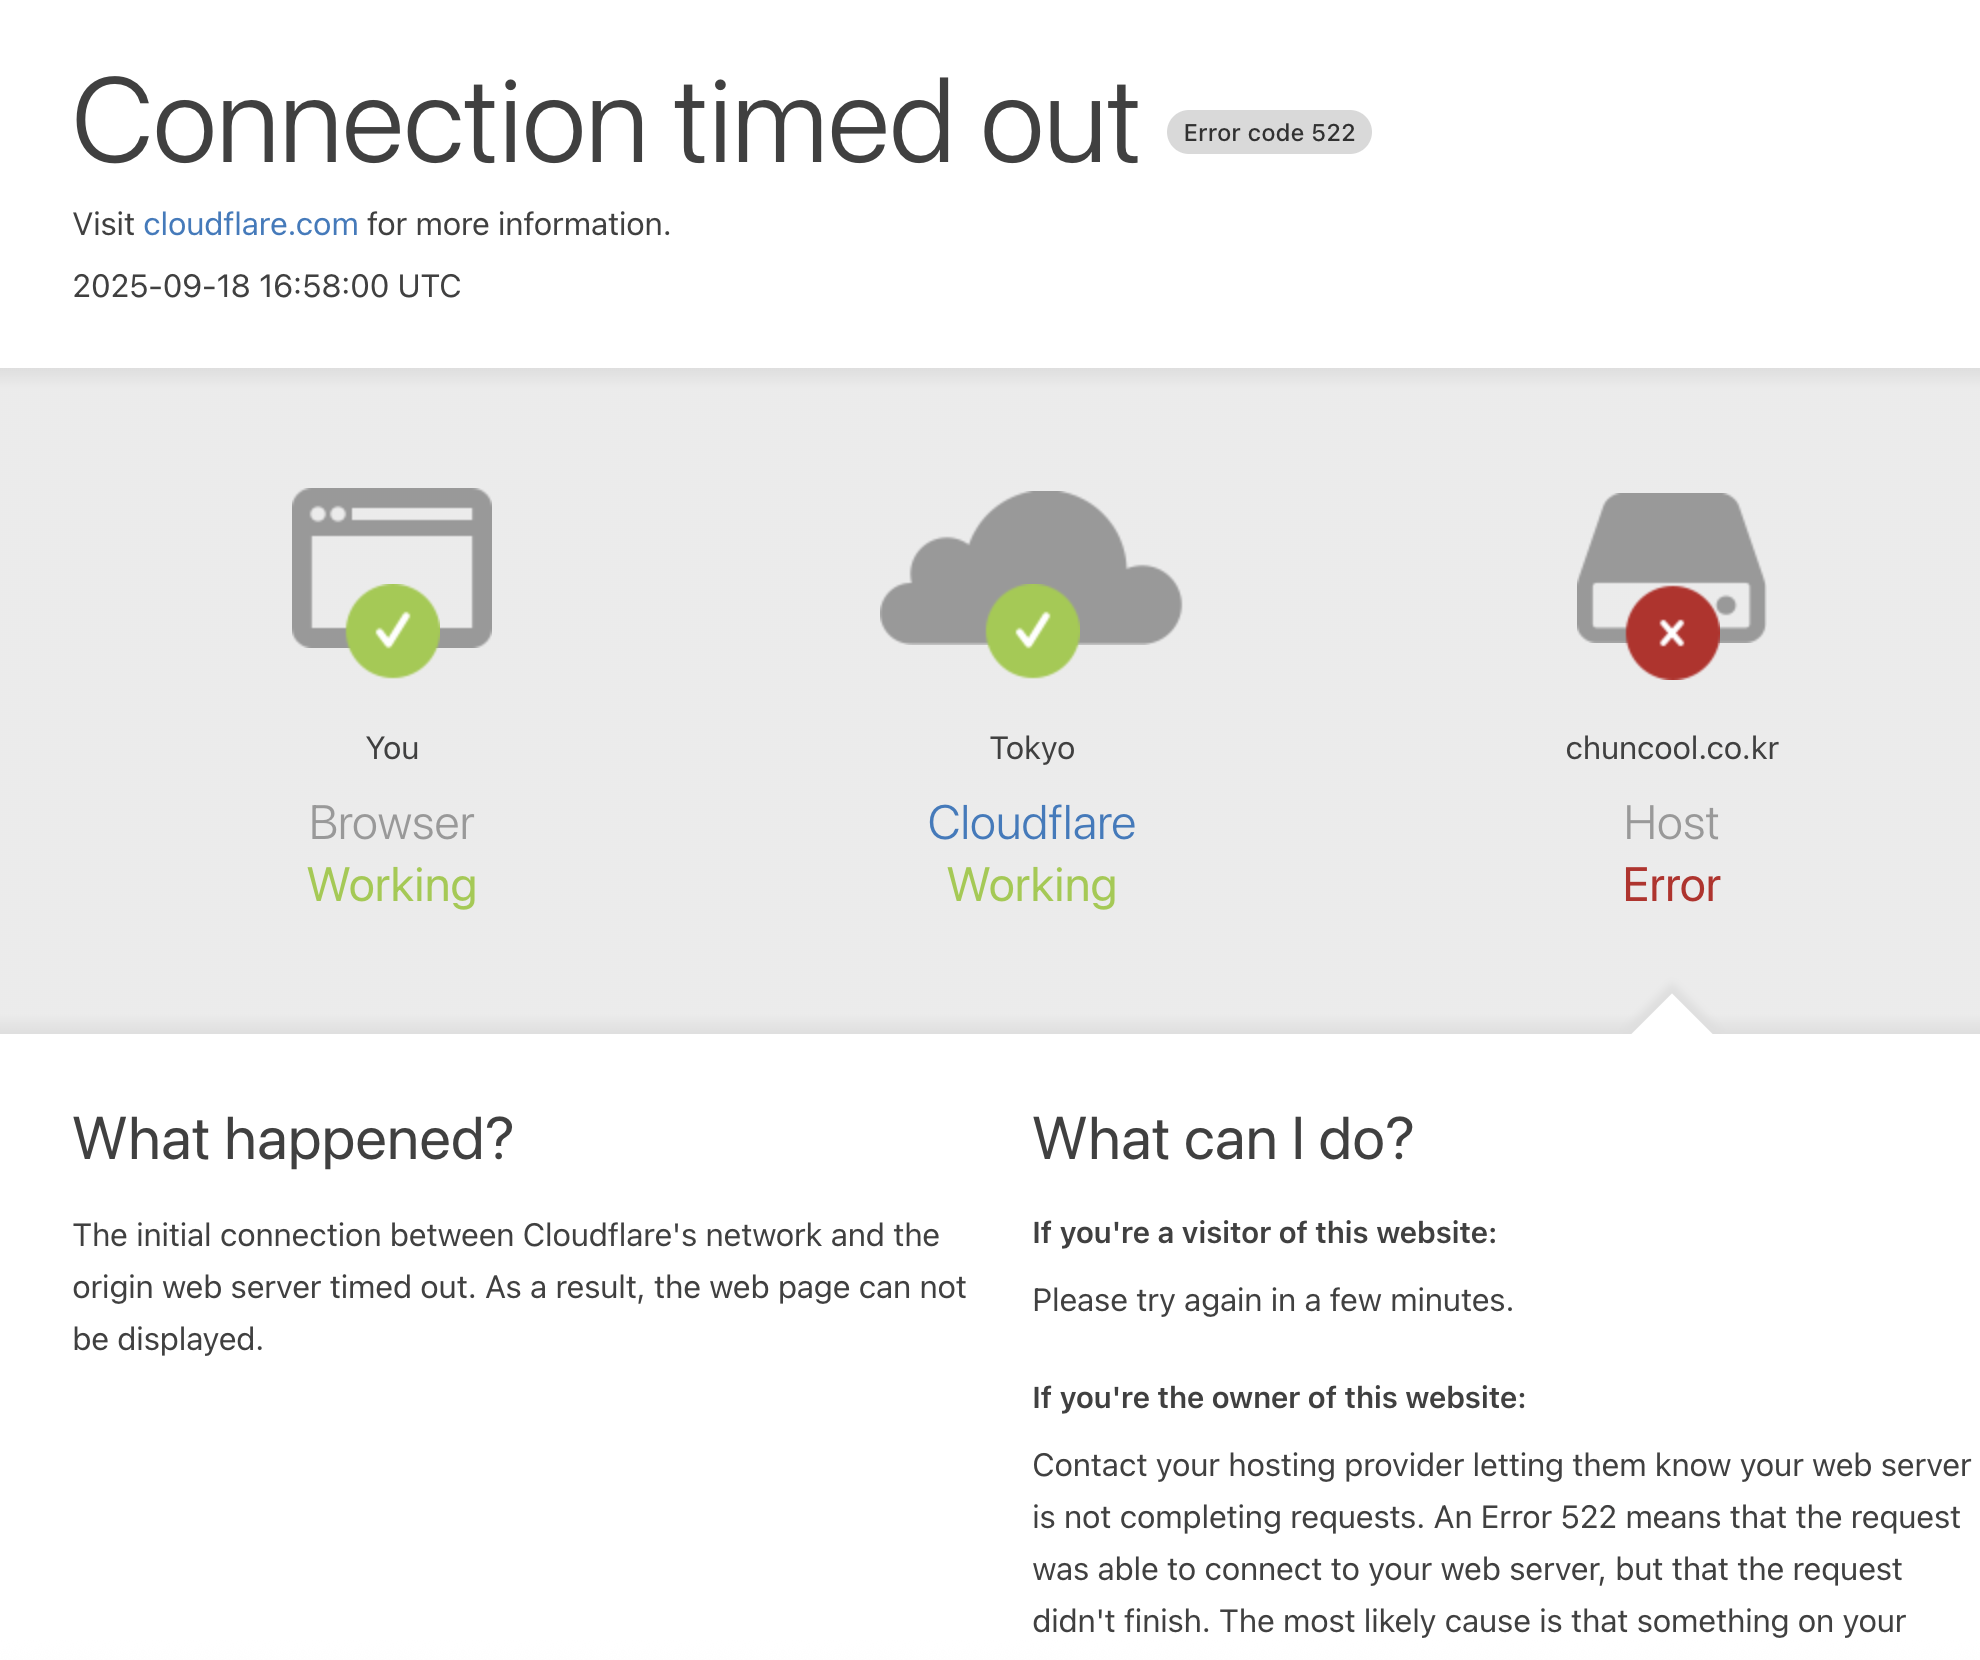 Connection timed out Error code 522
Visit cloudflare.com for more information.
2025-09-18 16:58:00 UTC
You
Browser
Working
Tokyo
Cloudflare
Working
chuncool.co.kr
Host
Error
What happened?
The initial connection between Cloudflare's network and the
origin web server timed out. As a result, the web page can not
be displayed.
What can I do?
If you're a visitor of this website:
Please try again in a few minutes.
If you're the owner of this website:
Contact your hosting provider letting them know your web server
is not completing requests. An Error 522 means that the request
was able to connect to your web server, but that the request
didn't finish. The most likely cause is that something on your